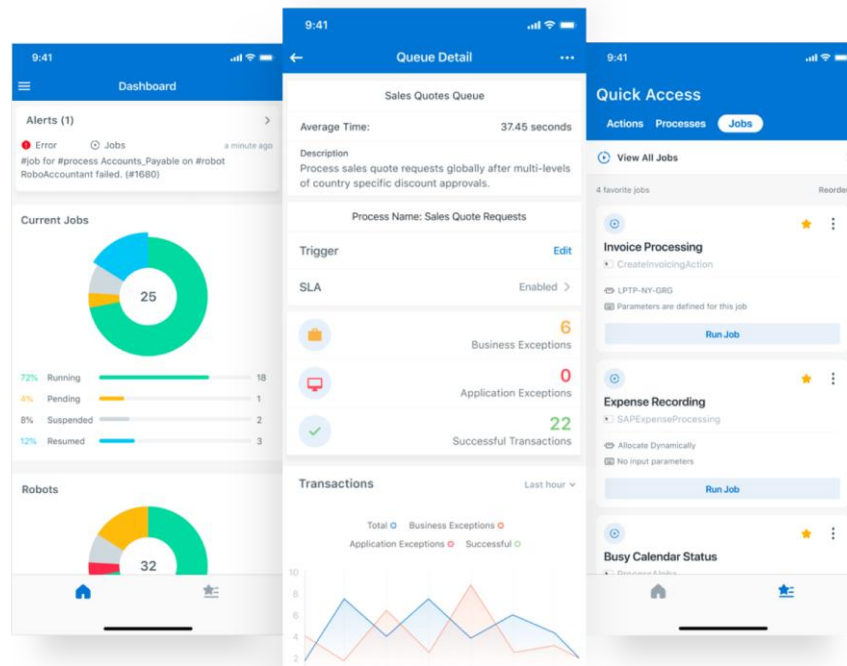 9:41
Dashboard
Alerts (1)
Error Jobs a minute ago
#job for #process Accounts_Payable on #robot
RoboAccountant failed. (#1680)
Current Jobs
25
72% Running 18
4% Pending 1
8% Suspended 2
12% Resumed 3
Robots
32
9:41
Queue Detail
Sales Quotes Queue
Average Time: 37.45 seconds
Description
Process sales quote requests globally after multi-levels
of country specific discount approvals.
Process Name: Sales Quote Requests
Trigger Edit
SLA Enabled
6
Business Exceptions
0
Application Exceptions
22
Successful Transactions
Transactions Last hour
Total Business Exceptions
Application Exceptions Successful
10
8
6
4
2
9:41
Quick Access
Actions Processes Jobs
View All Jobs
4 favorite jobs Reorder
Invoice Processing
CreateInvoicingAction
LPTP-NY-GRG
Parameters are defined for this job
Run Job
Expense Recording
SAPExpenseProcessing
Allocate Dynamically
No input parameters
Run Job
Busy Calendar Status